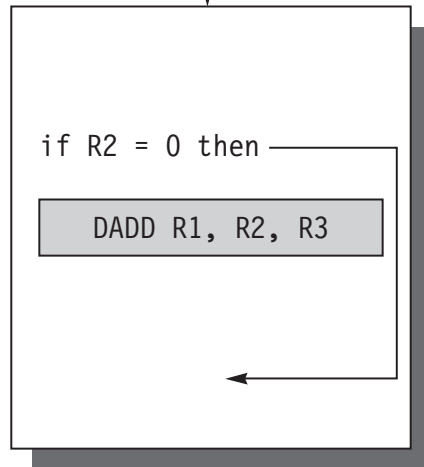 if R2 = 0 then
DADD R1, R2, R3